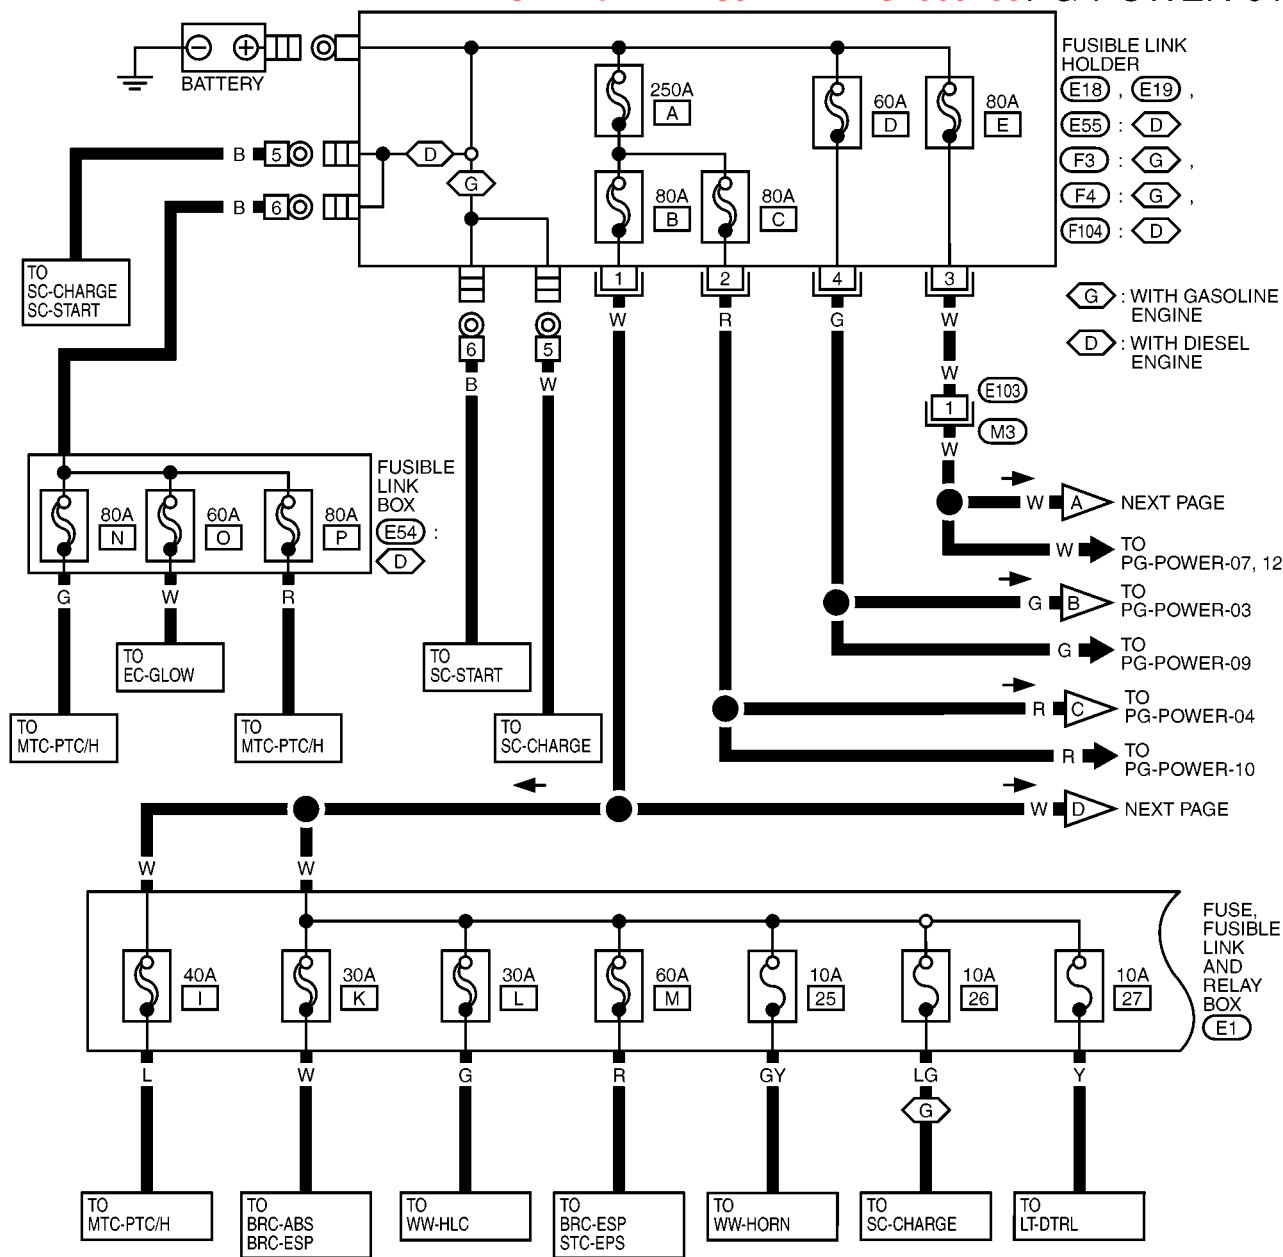 BATTERY
250A
A
60A
D
80A
E
80A
B
80A
C
D
G
FUSIBLE LINK
HOLDER
E18 , E19 ,
E55 : D
F3 : G ,
F4 : G ,
F104 : D
G : WITH GASOLINE
ENGINE
D : WITH DIESEL
ENGINE
B 5
B 6
TO
SC-CHARGE
SC-START
1
2
4
3
W
R
G
W
6
5
B
W
W
1
E103
M3
W
FUSIBLE
LINK
BOX
E54 :
D
80A
N
60A
O
80A
P
G
W
R
TO
EC-GLOW
TO
MTC-PTC/H
TO
MTC-PTC/H
TO
SC-START
TO
SC-CHARGE
W A NEXT PAGE
W TO
PG-POWER-07, 12
G B TO
PG-POWER-03
G TO
PG-POWER-09
R C TO
PG-POWER-04
R TO
PG-POWER-10
W D NEXT PAGE
W
W
FUSE,
FUSIBLE
LINK
AND
RELAY
BOX
E1
40A
I
30A
K
30A
L
60A
M
10A
25
10A
26
10A
27
L
W
G
R
GY
LG
Y
G
TO
MTC-PTC/H
TO
BRC-ABS
BRC-ESP
TO
WW-HLC
TO
BRC-ESP
STC-EPS
TO
WW-HORN
TO
SC-CHARGE
TO
LT-DTRL